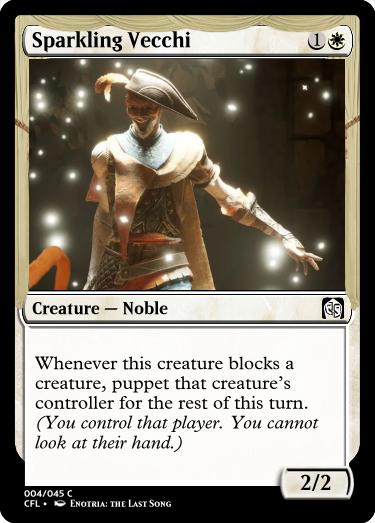 Sparkling Vecchi 1
Creature — Noble
Whenever this creature blocks a
creature, puppet that creature's
controller for the rest of this turn.
(You control that player. You cannot
look at their hand.)
2/2
004/045 C
CFL • Enotria: the Last Song